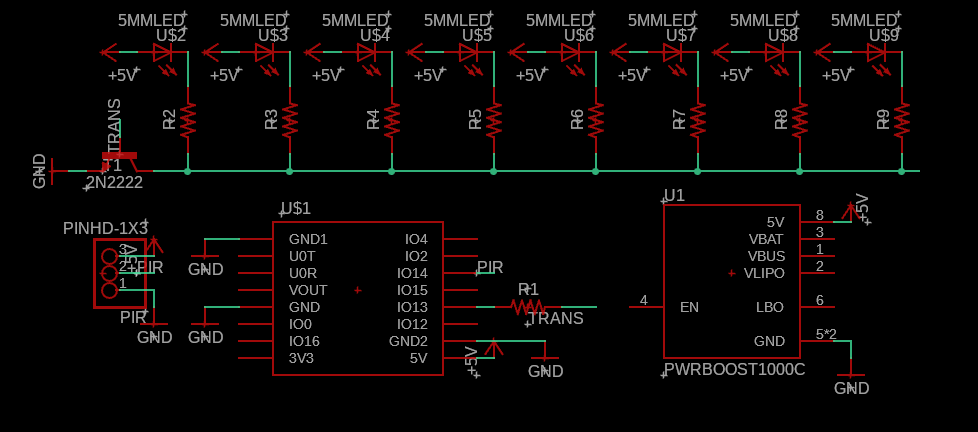 5MMLED 5MMLED 5MMLED 5MMLED 5MMLED 5MMLED 5MMLED 5MMLED
U$2 U$3 U$4 U$5 U$6 U$7 U$8 U$9
+5V +5V +5V +5V +5V +5V +5V +5V
TRANS R2 R3 R4 R5 R6 R7 R8 R9
GND T1
2N2222
PINHD-1X3
3 +5V
2 PIR
1
PIR
GND
U$1
GND1 IO4
U0T IO2
GND U0R IO14 PIR
VOUT IO15
GND IO13 R1
TRANS
IO0 IO12
GND IO16 GND2
3V3 5V +5V
GND
U1
5V 8 +5V
VBAT 3
VBUS 1
VLIPO 2
4 EN LBO 6
GND 5*2
PWRBOOST1000C
GND